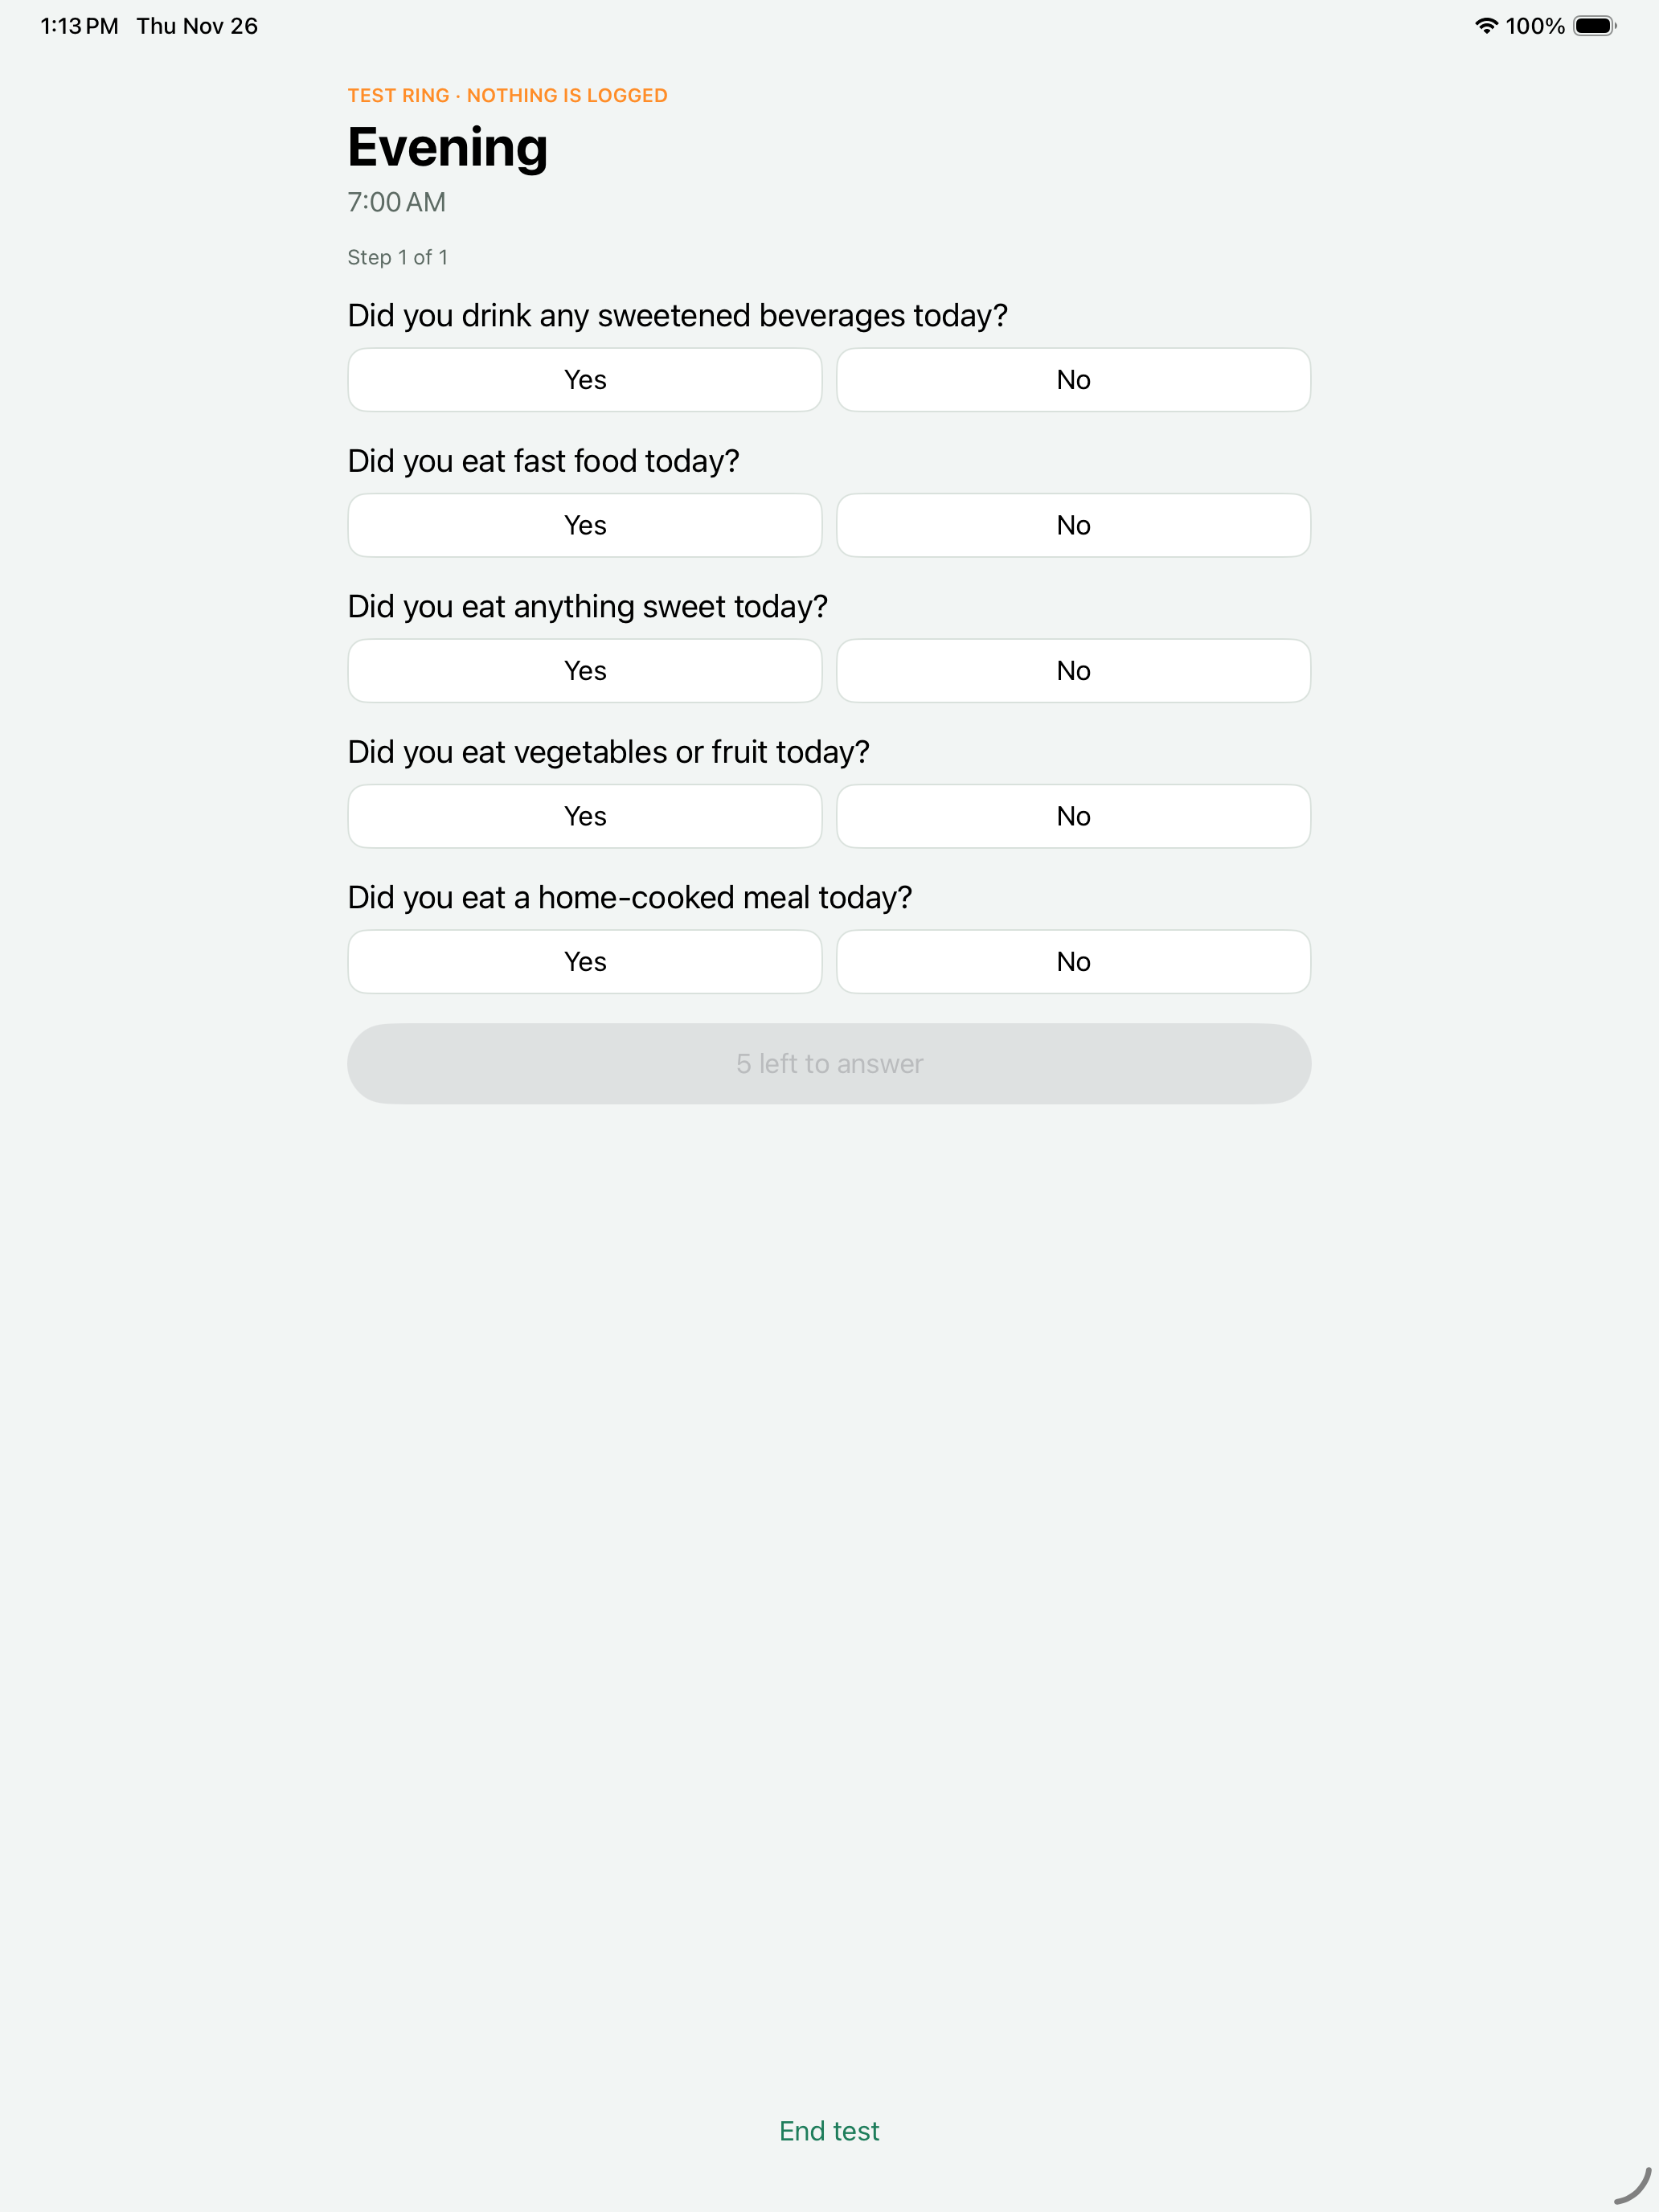 1:13 PM Thu Nov 26 100%
TEST RING · NOTHING IS LOGGED
Evening
7:00 AM
Step 1 of 1
Did you drink any sweetened beverages today?
Yes No
Did you eat fast food today?
Yes No
Did you eat anything sweet today?
Yes No
Did you eat vegetables or fruit today?
Yes No
Did you eat a home-cooked meal today?
Yes No
5 left to answer
End test